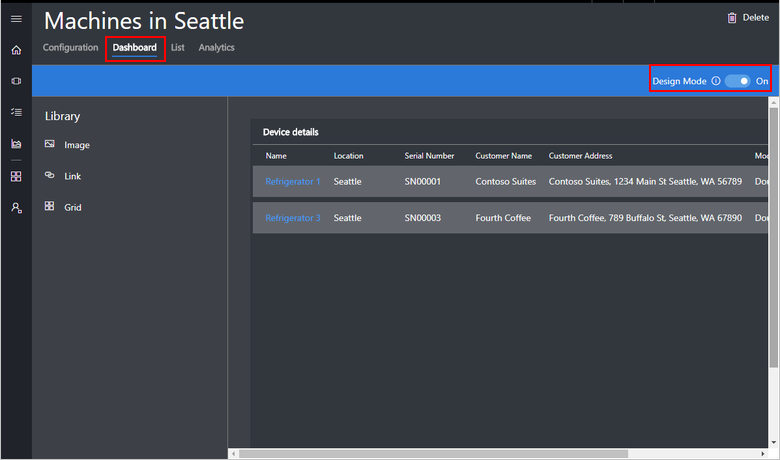 Machines in Seattle
Delete
Configuration Dashboard List Analytics
Design Mode On
Library
Image
Link
Grid
Device details
Name Location Serial Number Customer Name Customer Address Mo
Refrigerator 1 Seattle SN00001 Contoso Suites Contoso Suites, 1234 Main St Seattle, WA 56789
Refrigerator 3 Seattle SN00003 Fourth Coffee Fourth Coffee, 789 Buffalo St, Seattle, WA 67890